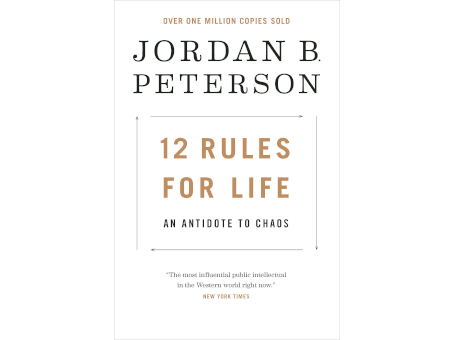 OVER ONE MILLION COPIES SOLD
JORDAN B.
PETERSON
12 RULES
FOR LIFE
AN ANTIDOTE TO CHAOS
"The most influential public intellectual
in the Western world right now."
NEW YORK TIMES